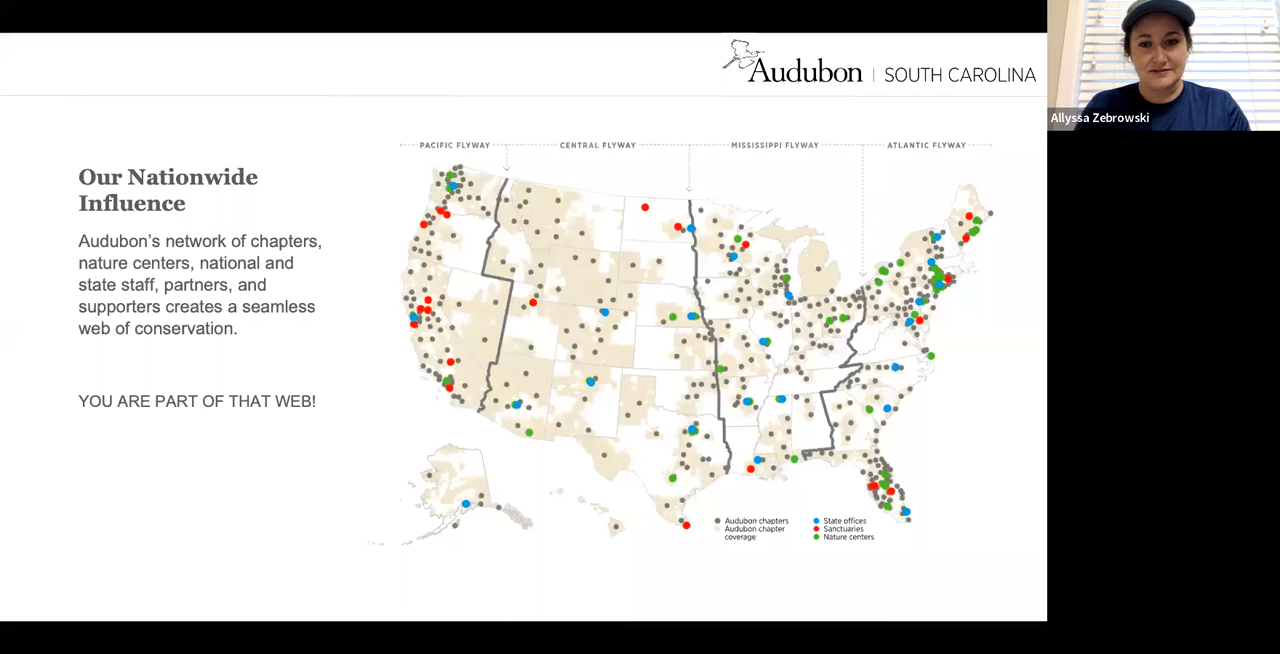 Audubon | SOUTH CAROLINA
Allyssa Zebrowski
PACIFIC FLYWAY
CENTRAL FLYWAY
MISSISSIPPI FLYWAY
ATLANTIC FLYWAY
Our Nationwide
Influence
Audubon’s network of chapters,
nature centers, national and
state staff, partners, and
supporters creates a seamless
web of conservation.
YOU ARE PART OF THAT WEB!
Audubon chapters
Audubon chapter
coverage
State offices
Sanctuaries
Nature centers